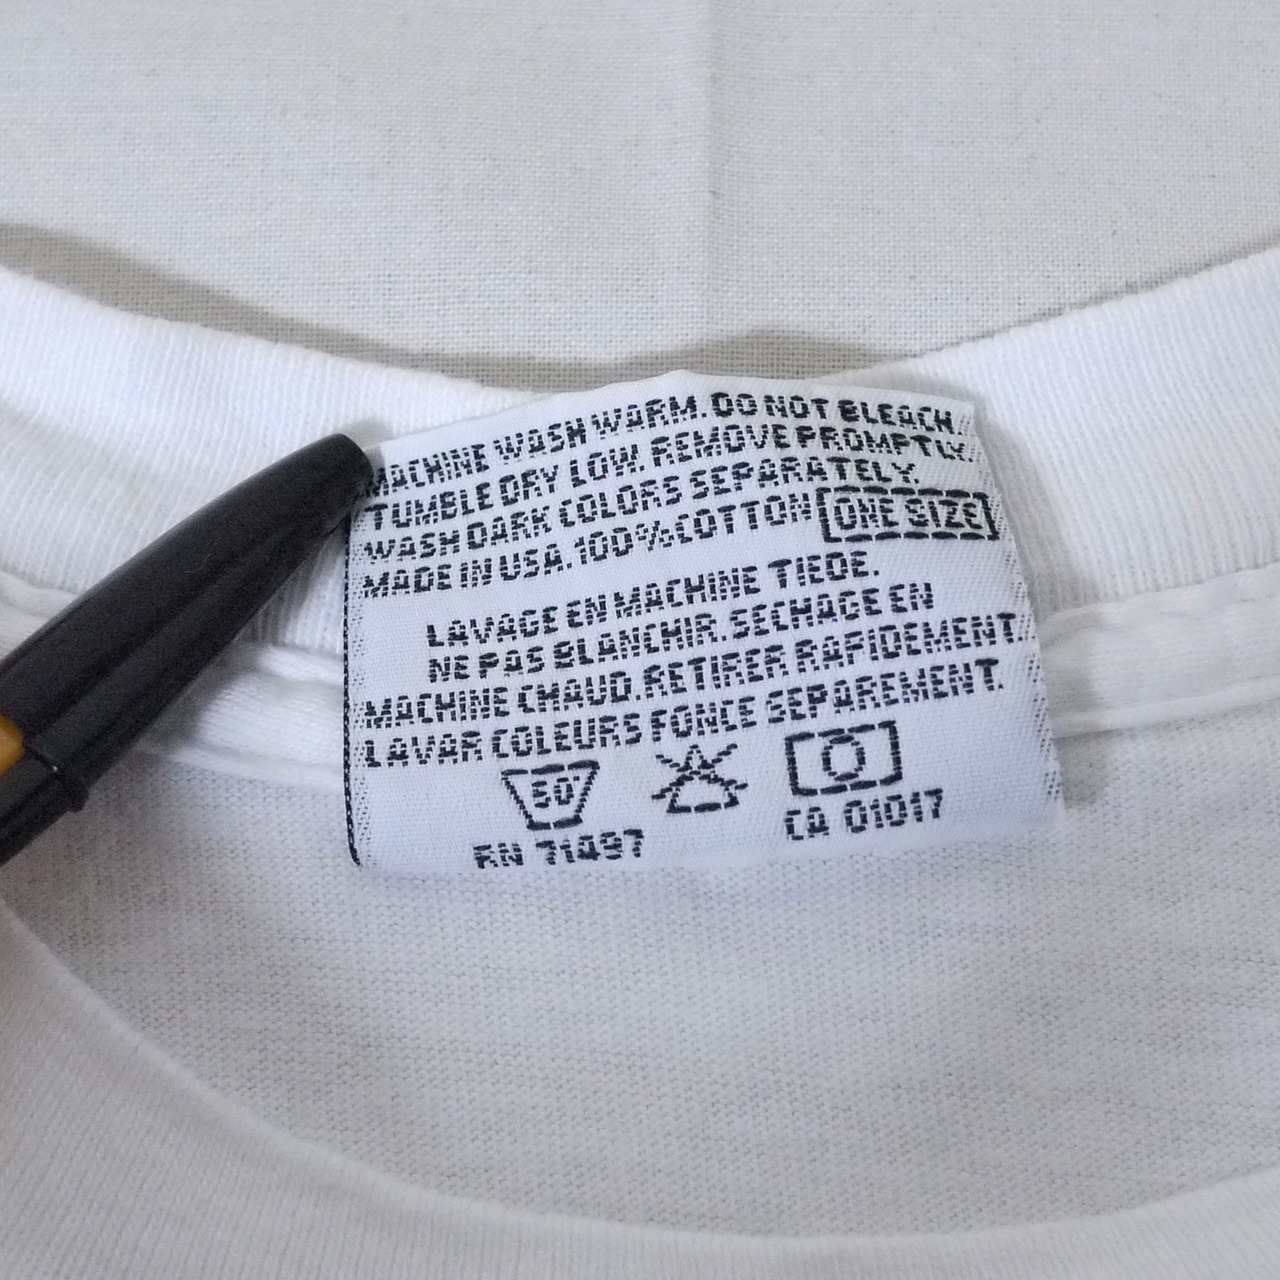 MACHINE WASH WARM. DO NOT BLEACH.
TUMBLE DRY LOW. REMOVE PROMPTLY.
WASH DARK COLORS SEPARATELY.
MADE IN USA. 100% COTTON ONE SIZE
LAVAGE EN MACHINE TIEDE.
NE PAS BLANCHIR. SECHAGE EN
MACHINE CHAUD. RETIRER RAPIDEMENT.
LAVAR COLEURS FONCE SEPAREMENT.
50°
RN 71497 CA 01017